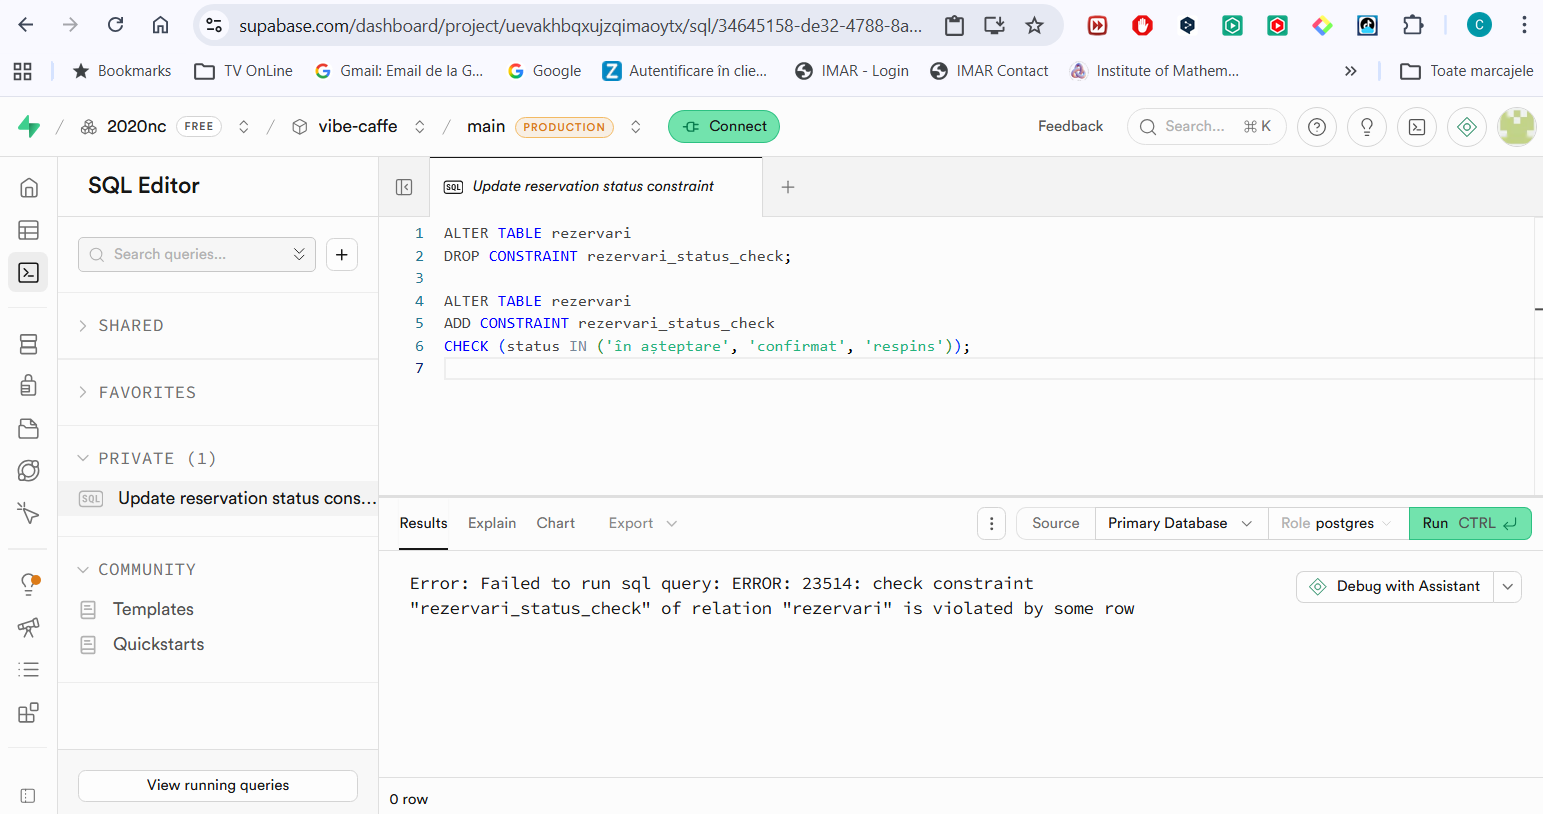 supabase.com/dashboard/project/uevakhbqxujzqimaoytx/sql/34645158-de32-4788-8a...
C
Bookmarks
TV OnLine
Gmail: Email de la G...
Google
Autentificare în clie...
IMAR - Login
IMAR Contact
Institute of Mathem...
Toate marcajele
2020nc
FREE
vibe-caffe
main
PRODUCTION
Connect
Feedback
Search...
⌘ K
SQL Editor
SQL Update reservation status constraint
Search queries...
SHARED
FAVORITES
PRIVATE (1)
SQL Update reservation status cons...
COMMUNITY
Templates
Quickstarts
View running queries
1 ALTER TABLE rezervari
2 DROP CONSTRAINT rezervari_status_check;
3
4 ALTER TABLE rezervari
5 ADD CONSTRAINT rezervari_status_check
6 CHECK (status IN ('în așteptare', 'confirmat', 'respins'));
7
Results
Explain
Chart
Export
Source
Primary Database
Role postgres
Run CTRL
Error: Failed to run sql query: ERROR: 23514: check constraint
"rezervari_status_check" of relation "rezervari" is violated by some row
Debug with Assistant
0 row